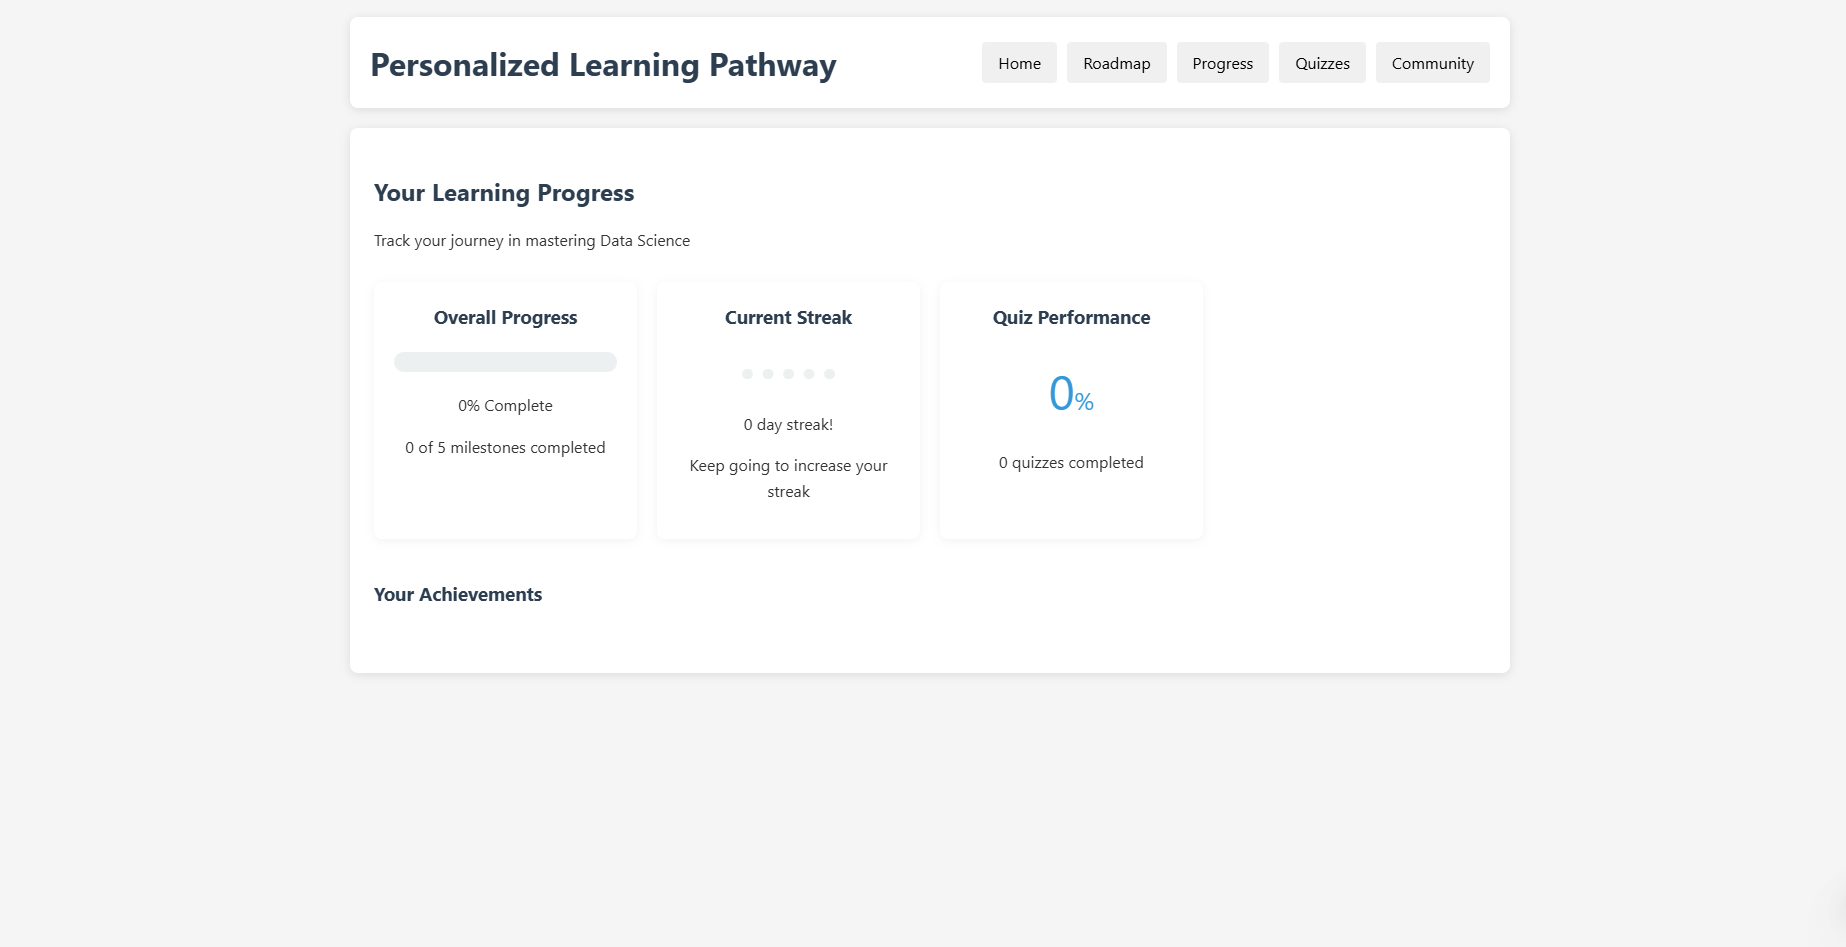 Personalized Learning Pathway
Home Roadmap Progress Quizzes Community
Your Learning Progress
Track your journey in mastering Data Science
Overall Progress
0% Complete
0 of 5 milestones completed
Current Streak
0 day streak!
Keep going to increase your
streak
Quiz Performance
0%
0 quizzes completed
Your Achievements